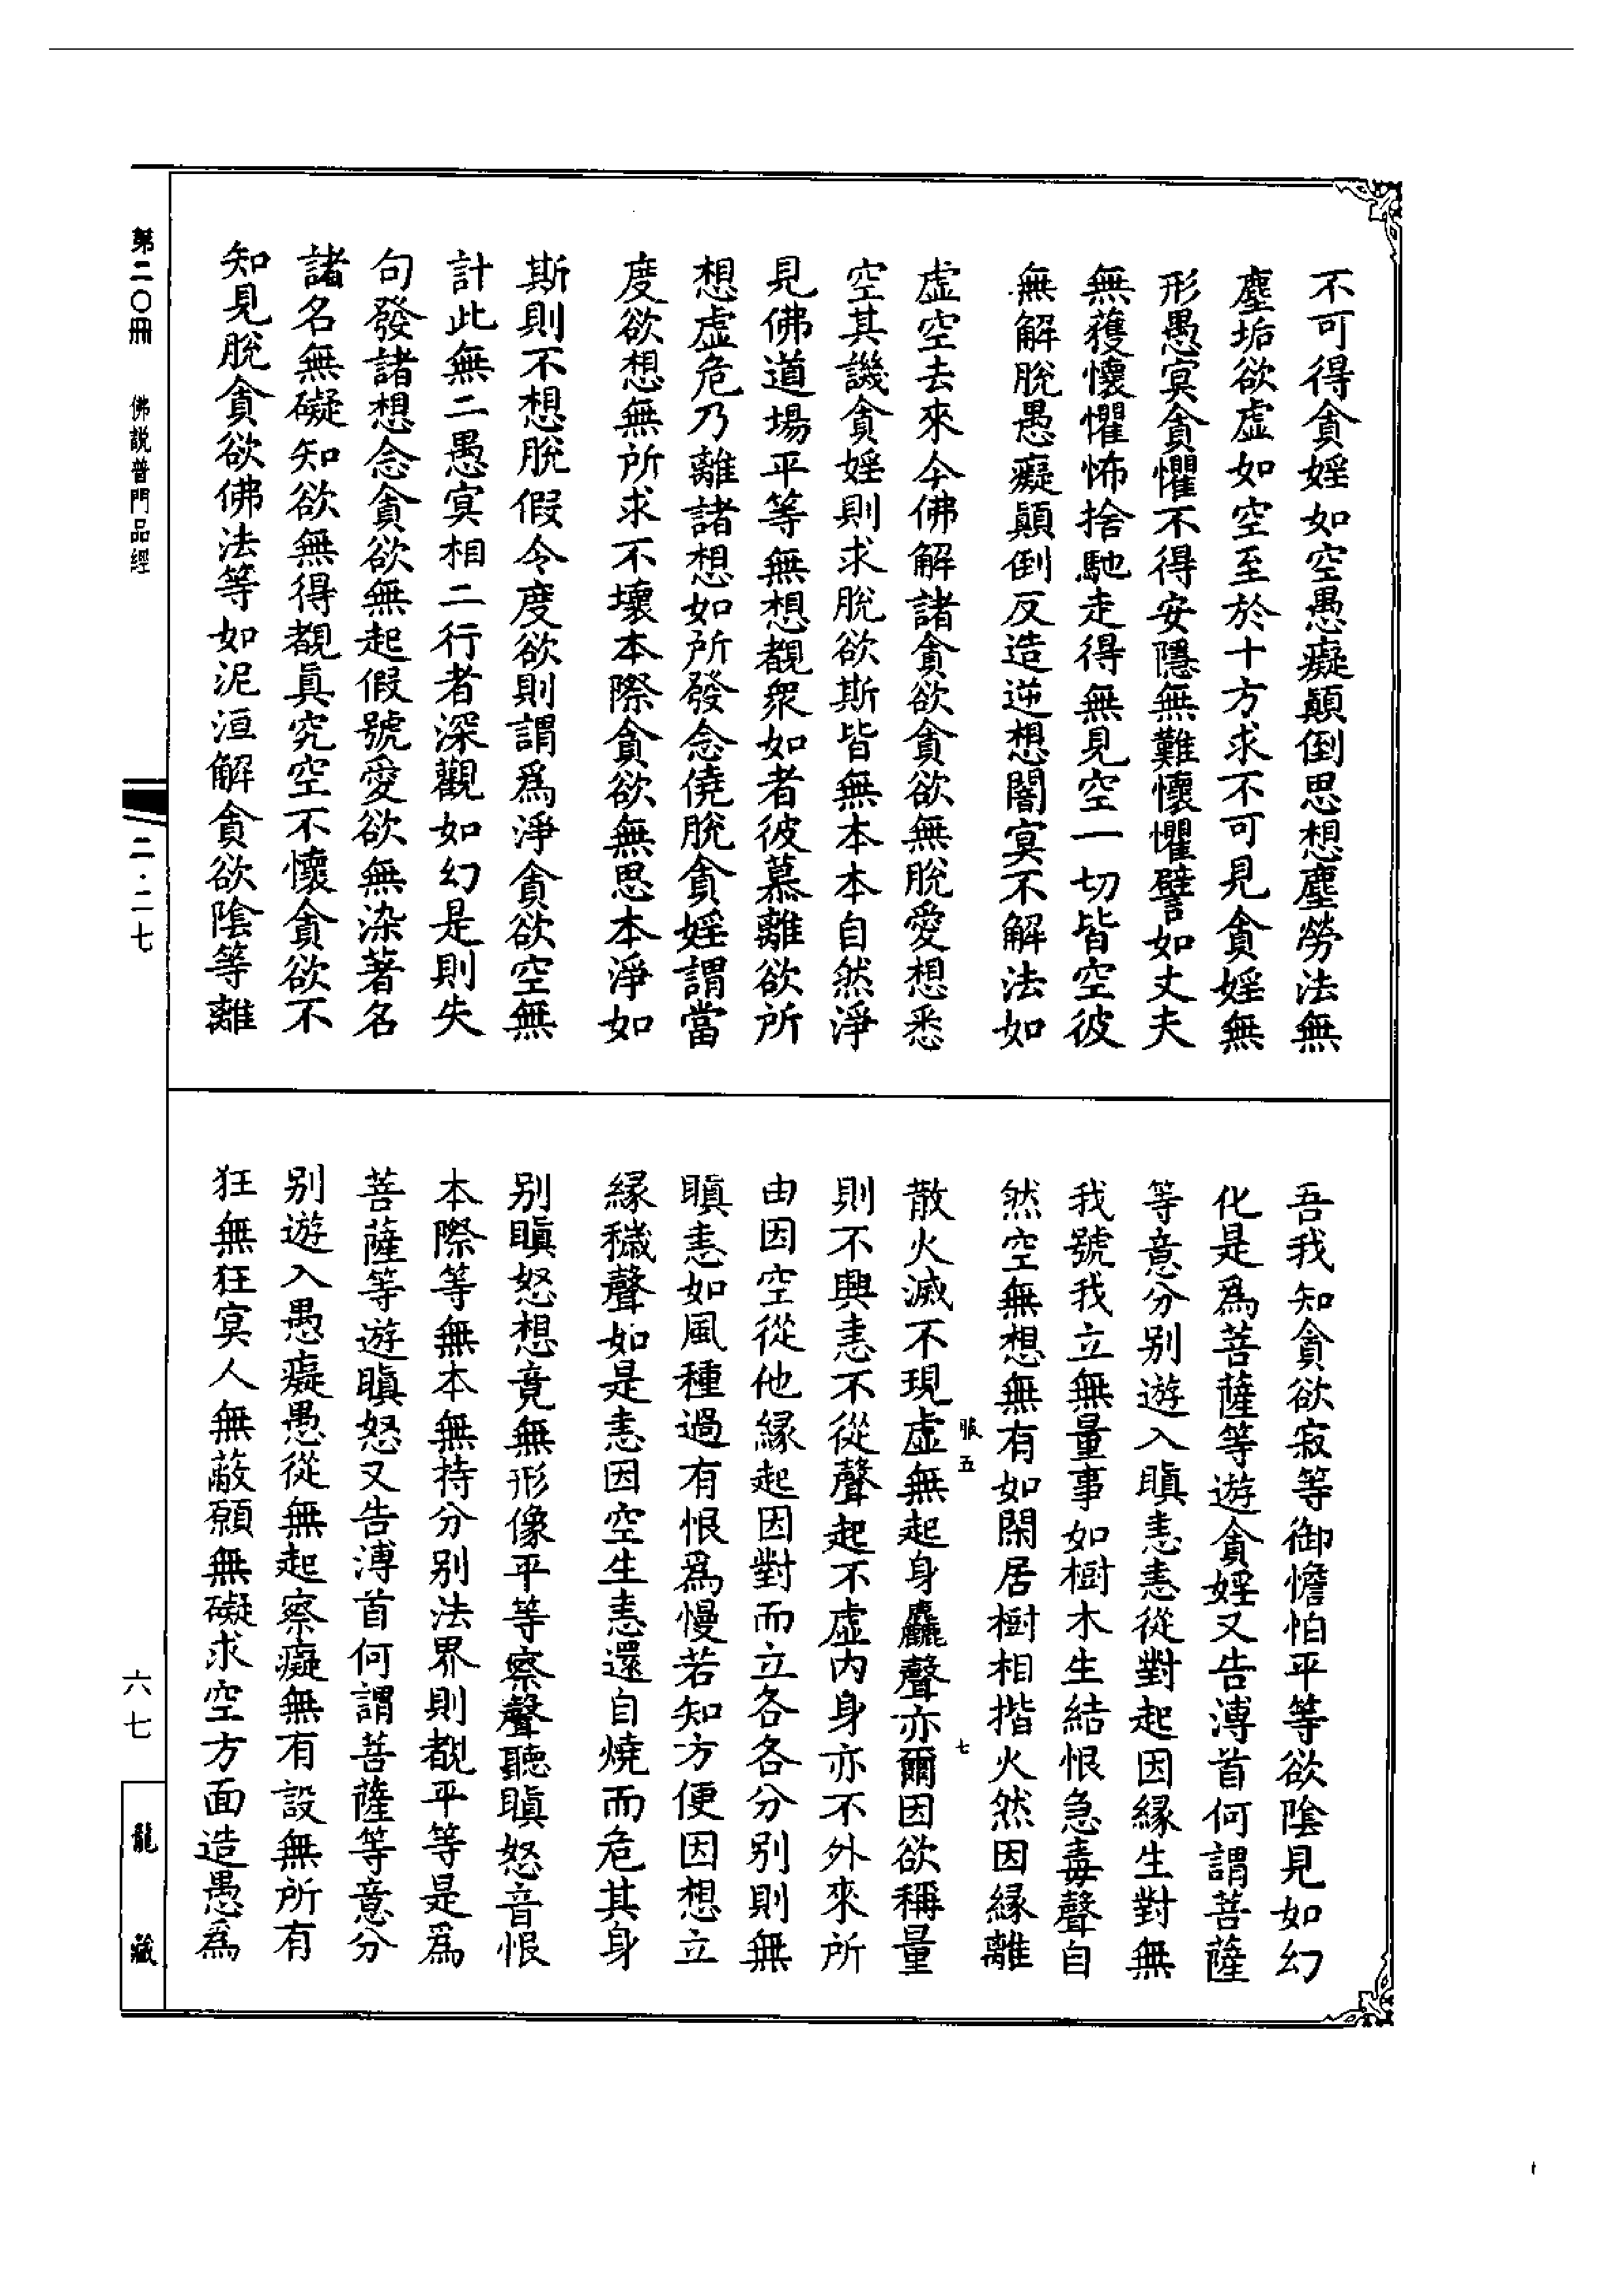 不可得貪婬如空愚癡顛倒思想塵勞法無
塵垢欲虛如空至於十方求不可見貪婬無
形愚冥貪懼不得安隱無難懷懼譬如丈夫
無獲懷懼怖捨馳走得無見空一切皆空彼
無解脫愚癡顛倒反造逆想闇冥不解法如
虛空去來今佛解諸貪欲貪欲無脫愛想悉
空其譏貪婬則求脫欲斯皆無本本自然淨
見佛道場平等無想覩衆如者彼慕離欲所
想虛危乃離諸想如所發念僥脫貪婬謂當
度欲想無所求不壞本際貪欲無思本淨如
斯則不想脫假令度欲則謂爲淨貪欲空無
計此無二愚冥相二行者深觀如幻是則失
句發諸想念貪欲無起假號愛欲無染著名
諸名無礙知欲無得覩眞究空不懷貪欲不
知見脫貪欲佛法等如泥洹解貪欲陰等離
吾我知貪欲寂等御憺怕平等欲陰見如幻
化是爲菩薩等遊貪婬又告溥首何謂菩薩
等意分别遊入瞋恚恚從對起因緣生對無
我號我立無量事如樹木生結恨急毒聲自
然空無想無有如閑居樹相揩火然因緣離
服五
七
散火滅不現虛無起身麤聲亦爾因欲稱量
則不興恚不從聲起不虛内身亦不外來所
由因空從他緣起因對而立各各分别則無
瞋恚如風種過有恨爲慢若知方便因想立
緣穢聲如是恚因空生恚還自燒而危其身
别瞋怒想竟無形像平等察聲聽瞋怒音恨
本際等無本無持分别法界則覩平等是爲
菩薩等遊瞋怒又告溥首何謂菩薩等意分
别遊入愚癡愚從無起察癡無有設無所有
狂無狂冥人無蔽願無礙求空方面造愚爲
第二〇冊 佛說普門品經
二·二七
六七
龍藏